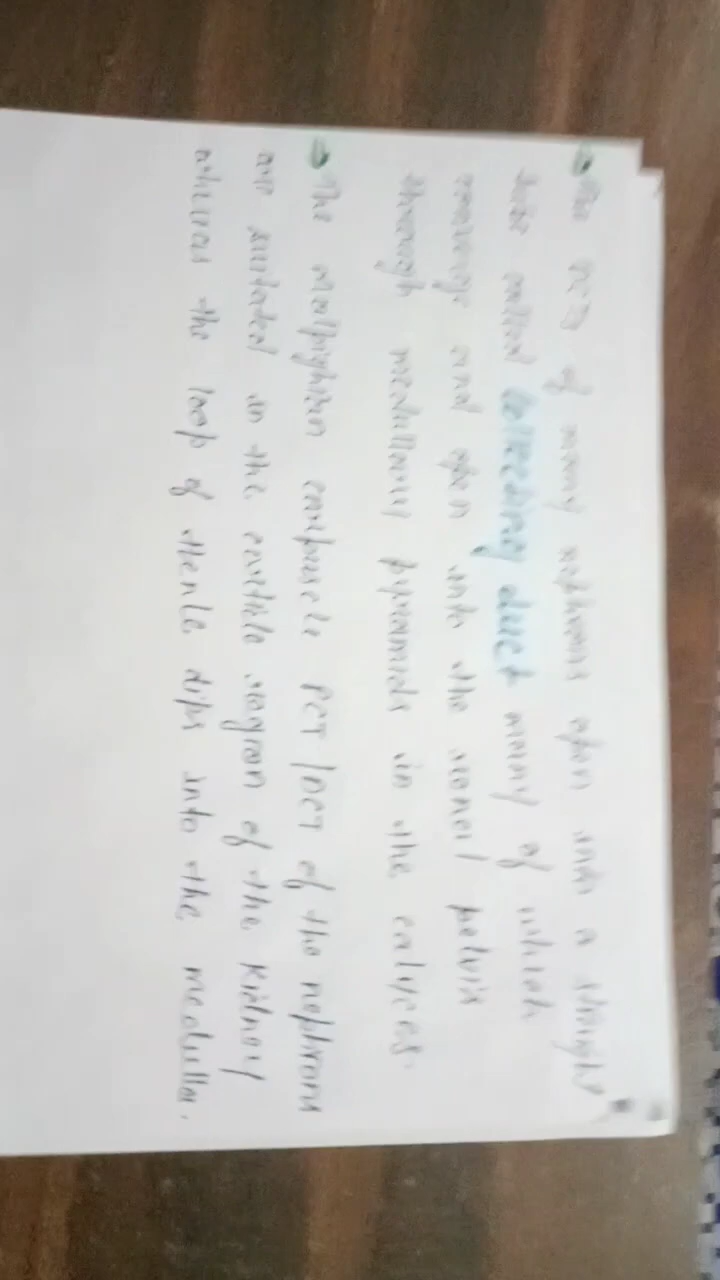 → The DCTs of many nephrons open into a straight
tube called collecting duct many of which
converge and open into the renal pelvis
through medullary pyramids in the calyces.
→ The malpighian corpuscle PCT / DCT of the nephrons
are situated in the cortical region of the kidney
whereas the loop of Henle dips into the medulla.